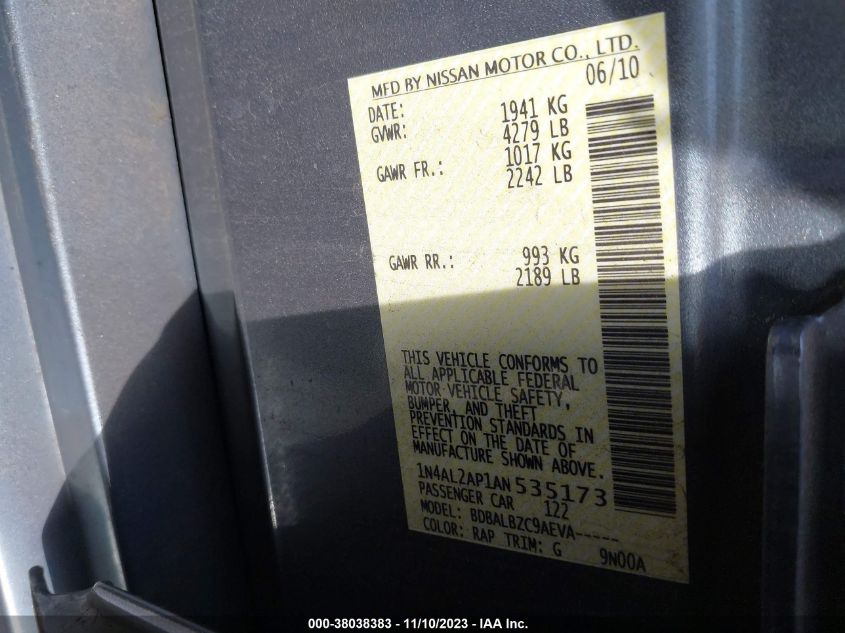 MFD BY NISSAN MOTOR CO., LTD.
DATE: 06/10
GVWR: 1941 KG
4279 LB
GAWR FR.: 1017 KG
2242 LB
GAWR RR.: 993 KG
2189 LB
THIS VEHICLE CONFORMS TO
ALL APPLICABLE FEDERAL
MOTOR VEHICLE SAFETY,
BUMPER, AND THEFT
PREVENTION STANDARDS IN
EFFECT ON THE DATE OF
MANUFACTURE SHOWN ABOVE.
1N4AL2AP1AN535173
PASSENGER CAR 122
MODEL: BDBALBZC9AEVA-----
COLOR: RAP TRIM: G 9N00A
000-38038383 — 11/10/2023 — IAA Inc.